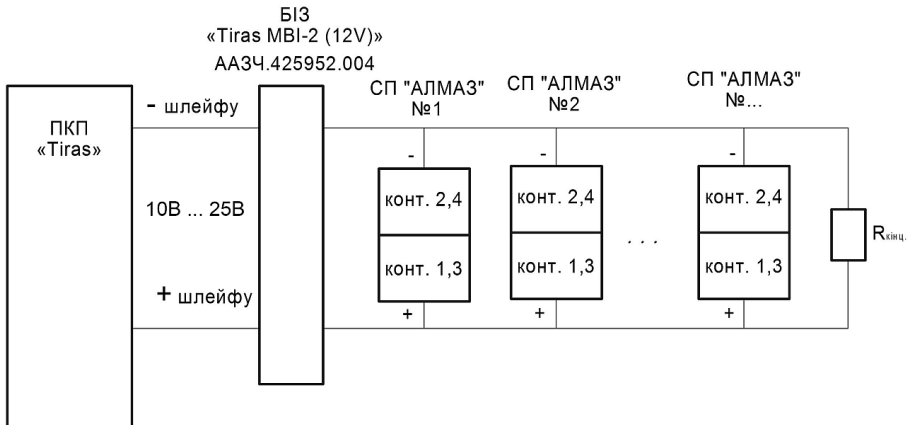 БІЗ
«Tiras MBI-2 (12V)»
ААЗЧ.425952.004
ПКП
«Tiras»
- шлейфу
10В ... 25В
+ шлейфу
СП "АЛМАЗ"
№1
СП "АЛМАЗ"
№2
СП "АЛМАЗ"
№...
-
-
-
конт. 2,4
конт. 2,4
конт. 2,4
конт. 1,3
конт. 1,3
. . .
конт. 1,3
+
+
+
Rкінц.